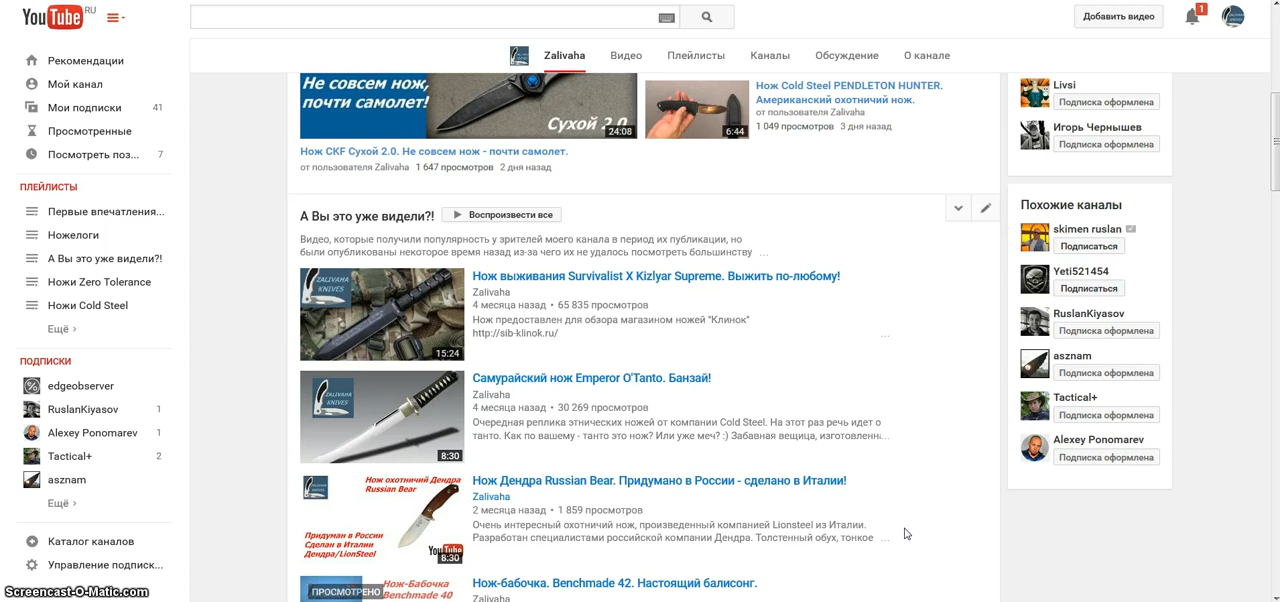 YouTube RU
Добавить видео
1
Zalivaha Видео Плейлисты Каналы Обсуждение О канале
Рекомендации
Мой канал
Мои подписки 41
Просмотренные
Посмотреть поз... 7
ПЛЕЙЛИСТЫ
Первые впечатления...
Ножелоги
А Вы это уже видели?!
Ножи Zero Tolerance
Ножи Cold Steel
Ещё ›
ПОДПИСКИ
edgeobserver
RuslanKiyasov 1
Alexey Ponomarev 1
Tactical+ 2
asznam
Ещё ›
Каталог каналов
Управление подписк...
Screencast-O-Matic.com
Не совсем нож,
почти самолет!
Сухой 2.0
24:08
Нож CKF Сухой 2.0. Не совсем нож - почти самолет.
от пользователя Zalivaha 1 647 просмотров 2 дня назад
6:44
Нож Cold Steel PENDLETON HUNTER.
Американский охотничий нож.
от пользователя Zalivaha
1 049 просмотров 3 дня назад
А Вы это уже видели?! Воспроизвести все
Видео, которые получили популярность у зрителей моего канала в период их публикации, но
были опубликованы некоторое время назад из-за чего их не удалось посмотреть большинству ...
ZALIVAHA
KNIVES
15:24
Нож выживания Survivalist X Kizlyar Supreme. Выжить по-любому!
Zalivaha
4 месяца назад • 65 835 просмотров
Нож предоставлен для обзора магазином ножей "Клинок"
http://sib-klinok.ru/ ...
ZALIVAHA
KNIVES
8:30
Самурайский нож Emperor O'Tanto. Банзай!
Zalivaha
4 месяца назад • 30 269 просмотров
Очередная реплика этнических ножей от компании Cold Steel. На этот раз речь идет о
танто. Как по вашему - танто это нож? Или уже меч? :) Забавная вещица, изготовленн...
Нож охотничий Дендра
Russian Bear
Придуман в России
Сделан в Италии
Дендра/LionSteel
YouTube
8:30
Нож Дендра Russian Bear. Придумано в России - сделано в Италии!
Zalivaha
2 месяца назад • 1 859 просмотров
Очень интересный охотничий нож, произведенный компанией Lionsteel из Италии.
Разработан специалистами российской компании Дендра. Толстенный обух, тонкое ...
ПРОСМОТРЕНО
Нож-Бабочка
Benchmade 40
Нож-бабочка. Benchmade 42. Настоящий балисонг.
Zalivaha
Livsi
Подписка оформлена
Игорь Чернышев
Подписка оформлена
Похожие каналы
skimen ruslan
Подписаться
Yeti521454
Подписаться
RuslanKiyasov
Подписка оформлена
asznam
Подписка оформлена
Tactical+
Подписка оформлена
Alexey Ponomarev
Подписка оформлена